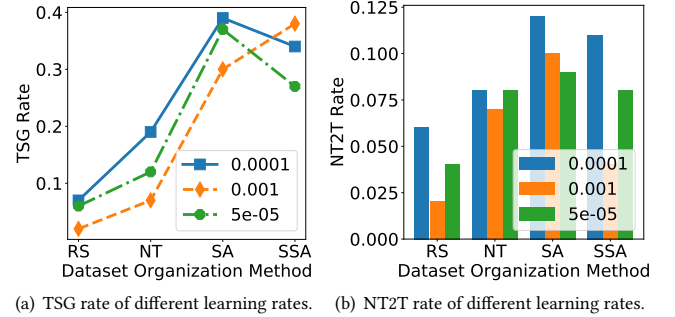 0.4
0.3
0.2
0.1
TSG Rate
0.0001
0.001
5e-05
RS NT SA SSA
Dataset Organization Method
(a) TSG rate of different learning rates.
0.125
0.100
0.075
0.050
0.025
0.000
NT2T Rate
0.0001
0.001
5e-05
RS NT SA SSA
Dataset Organization Method
(b) NT2T rate of different learning rates.